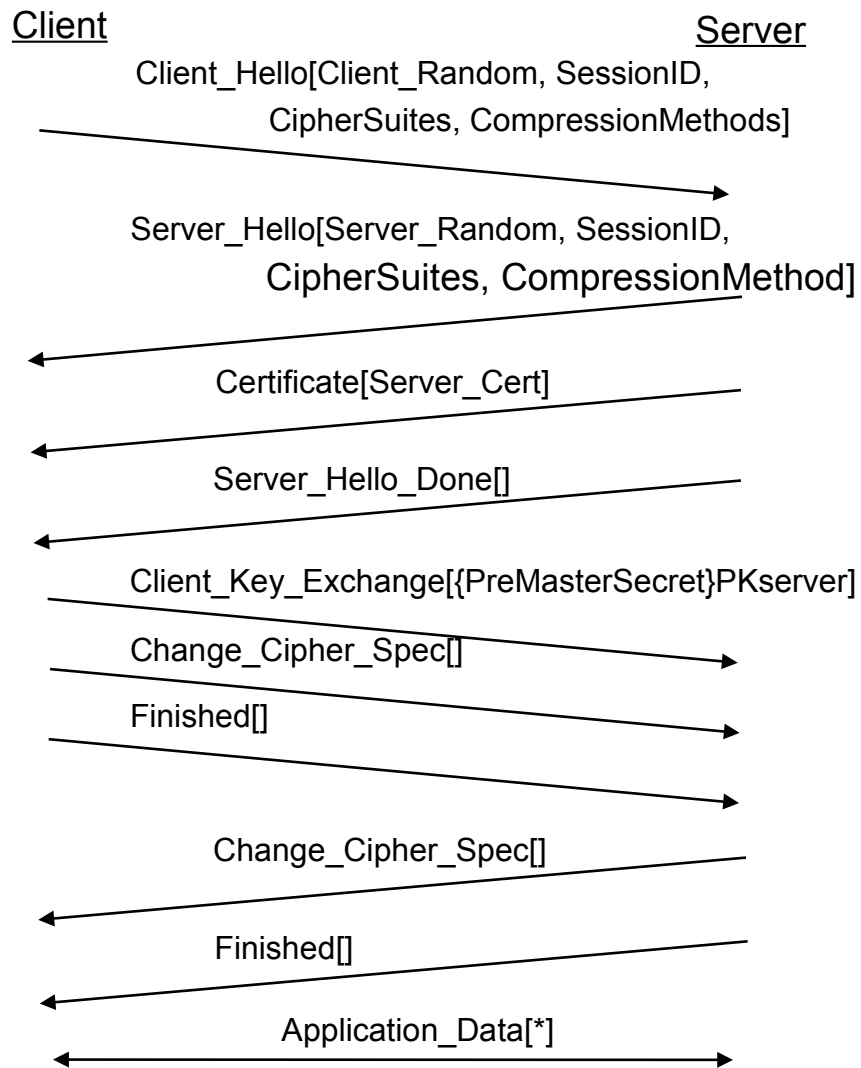 Client
Server
Client_Hello[Client_Random, SessionID,
CipherSuites, CompressionMethods]
Server_Hello[Server_Random, SessionID,
CipherSuites, CompressionMethod]
Certificate[Server_Cert]
Server_Hello_Done[]
Client_Key_Exchange[{PreMasterSecret}PKserver]
Change_Cipher_Spec[]
Finished[]
Change_Cipher_Spec[]
Finished[]
Application_Data[*]